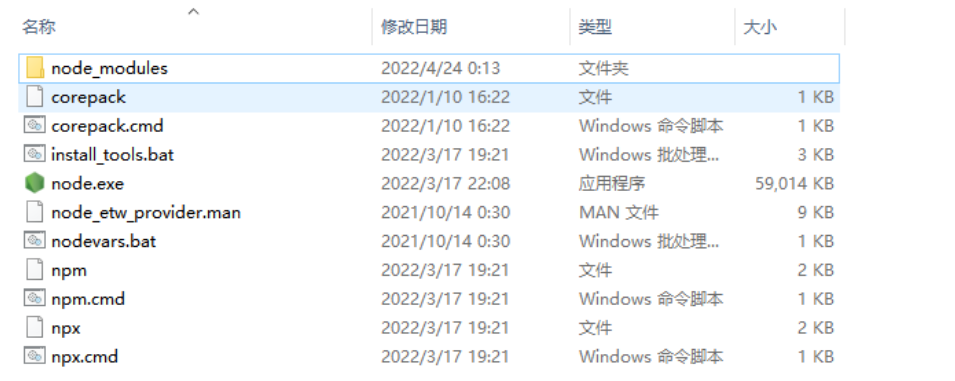 名称 修改日期 类型 大小
node_modules 2022/4/24 0:13 文件夹
corepack 2022/1/10 16:22 文件 1 KB
corepack.cmd 2022/1/10 16:22 Windows 命令脚本 1 KB
install_tools.bat 2022/3/17 19:21 Windows 批处理... 3 KB
node.exe 2022/3/17 22:08 应用程序 59,014 KB
node_etw_provider.man 2021/10/14 0:30 MAN 文件 9 KB
nodevars.bat 2021/10/14 0:30 Windows 批处理... 1 KB
npm 2022/3/17 19:21 文件 2 KB
npm.cmd 2022/3/17 19:21 Windows 命令脚本 1 KB
npx 2022/3/17 19:21 文件 2 KB
npx.cmd 2022/3/17 19:21 Windows 命令脚本 1 KB